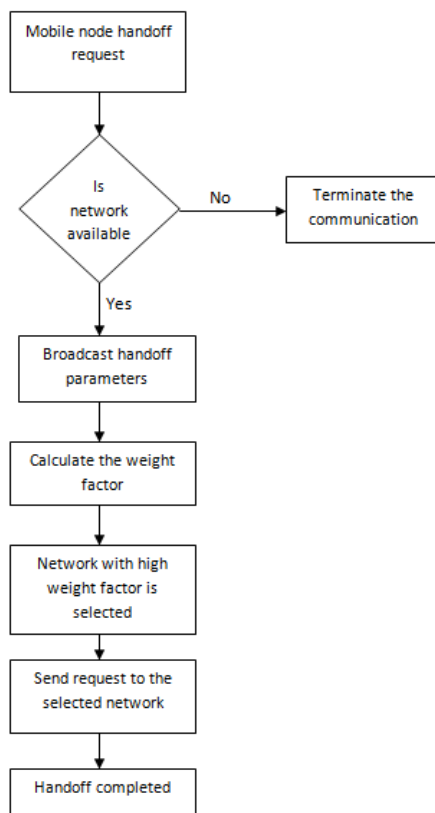 Mobile node handoff
request
Is
network
available
No
Terminate the
communication
Yes
Broadcast handoff
parameters
Calculate the weight
factor
Network with high
weight factor is
selected
Send request to the
selected network
Handoff completed